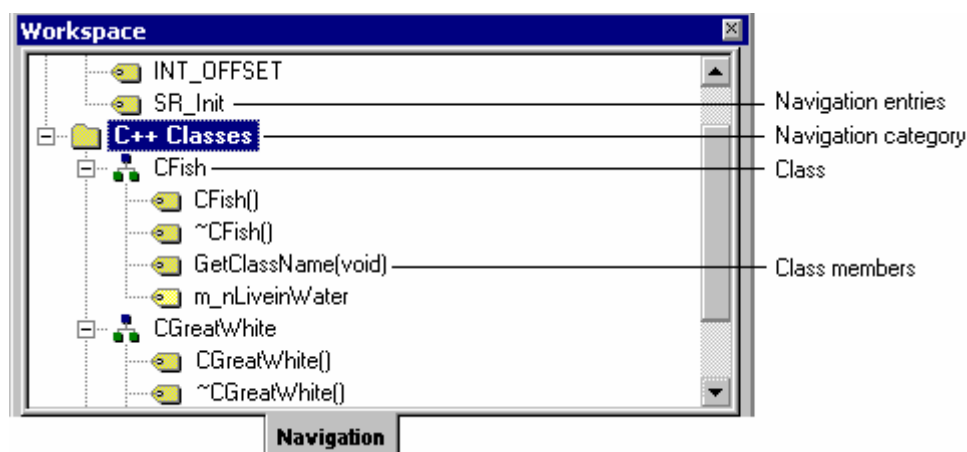 Workspace
INT_OFFSET
SR_Init
Navigation entries
C++ Classes
Navigation category
CFish
Class
CFish()
~CFish()
GetClassName(void)
Class members
m_nLiveinWater
CGreatWhite
CGreatWhite()
~CGreatWhite()
Navigation